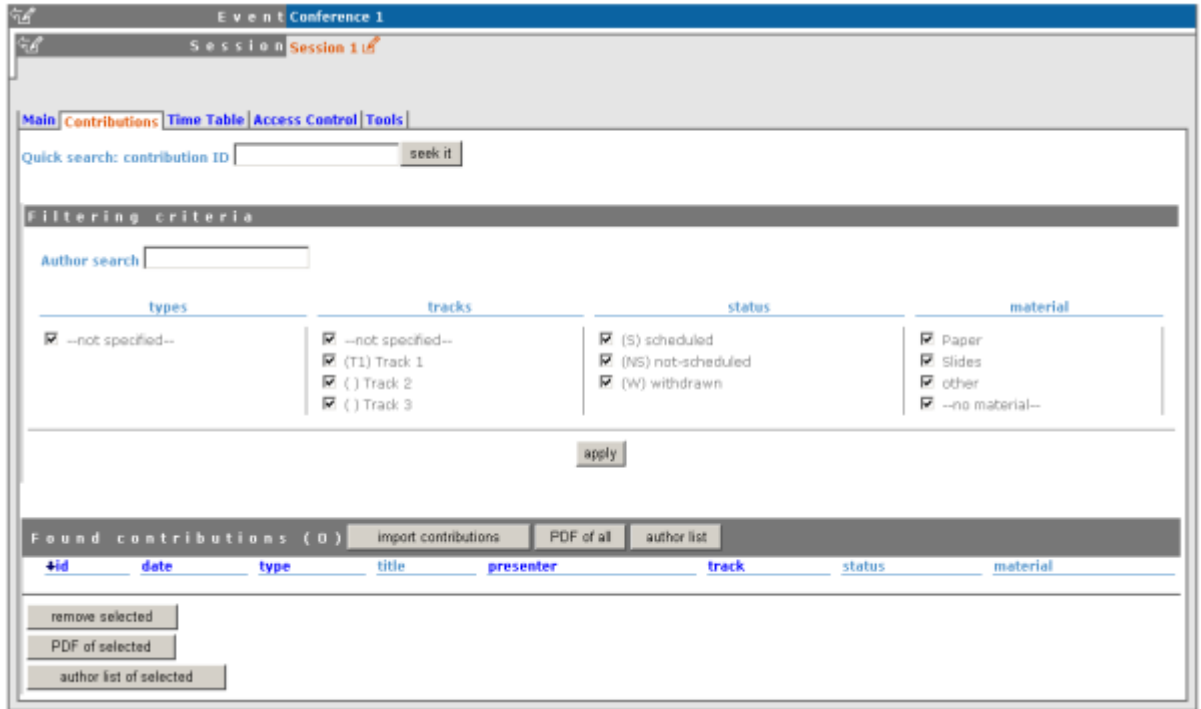 Event Conference 1
Session Session 1
Main Contributions Time Table Access Control Tools
Quick search: contribution ID seek it
Filtering criteria
Author search
types tracks status material
--not specified-- --not specified-- (S) scheduled Paper
(T1) Track 1 (NS) not-scheduled Slides
( ) Track 2 (W) withdrawn other
( ) Track 3 --no material--
apply
Found contributions (0) import contributions PDF of all author list
id date type title presenter track status material
remove selected
PDF of selected
author list of selected